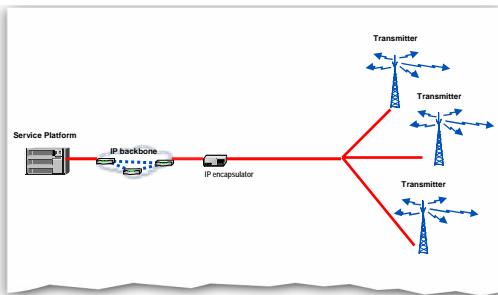 Transmitter
Transmitter
Service Platform
IP backbone
IP encapsulator
Transmitter